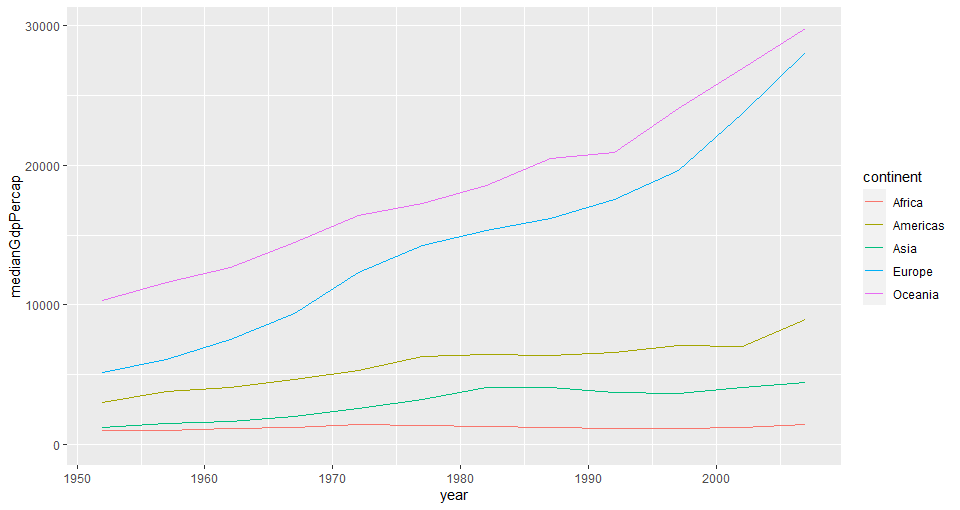 30000
20000
10000
0
medianGdpPercap
1950
1960
1970
1980
1990
2000
year
continent
Africa
Americas
Asia
Europe
Oceania